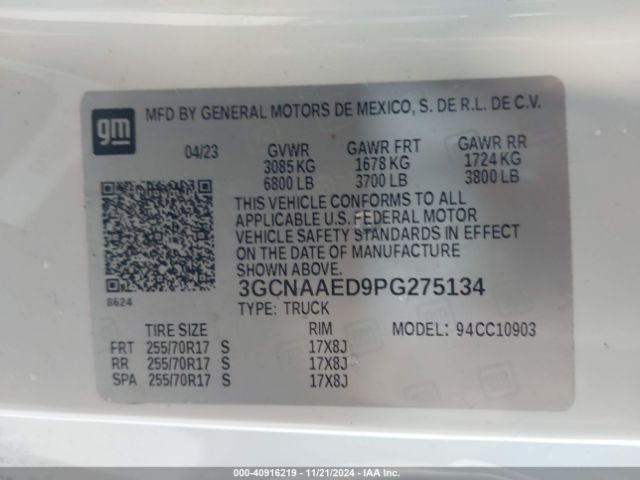 gm
MFD BY GENERAL MOTORS DE MEXICO, S. DE R.L. DE C.V.
04/23 GVWR GAWR FRT GAWR RR
3085 KG 1678 KG 1724 KG
6800 LB 3700 LB 3800 LB
THIS VEHICLE CONFORMS TO ALL
APPLICABLE U.S. FEDERAL MOTOR
VEHICLE SAFETY STANDARDS IN EFFECT
ON THE DATE OF MANUFACTURE
SHOWN ABOVE.
8624
3GCNAAED9PG275134
TYPE: TRUCK
TIRE SIZE RIM MODEL: 94CC10903
FRT 255/70R17 S 17X8J
RR 255/70R17 S 17X8J
SPA 255/70R17 S 17X8J
000-40916219 - 11/21/2024 - IAA Inc.